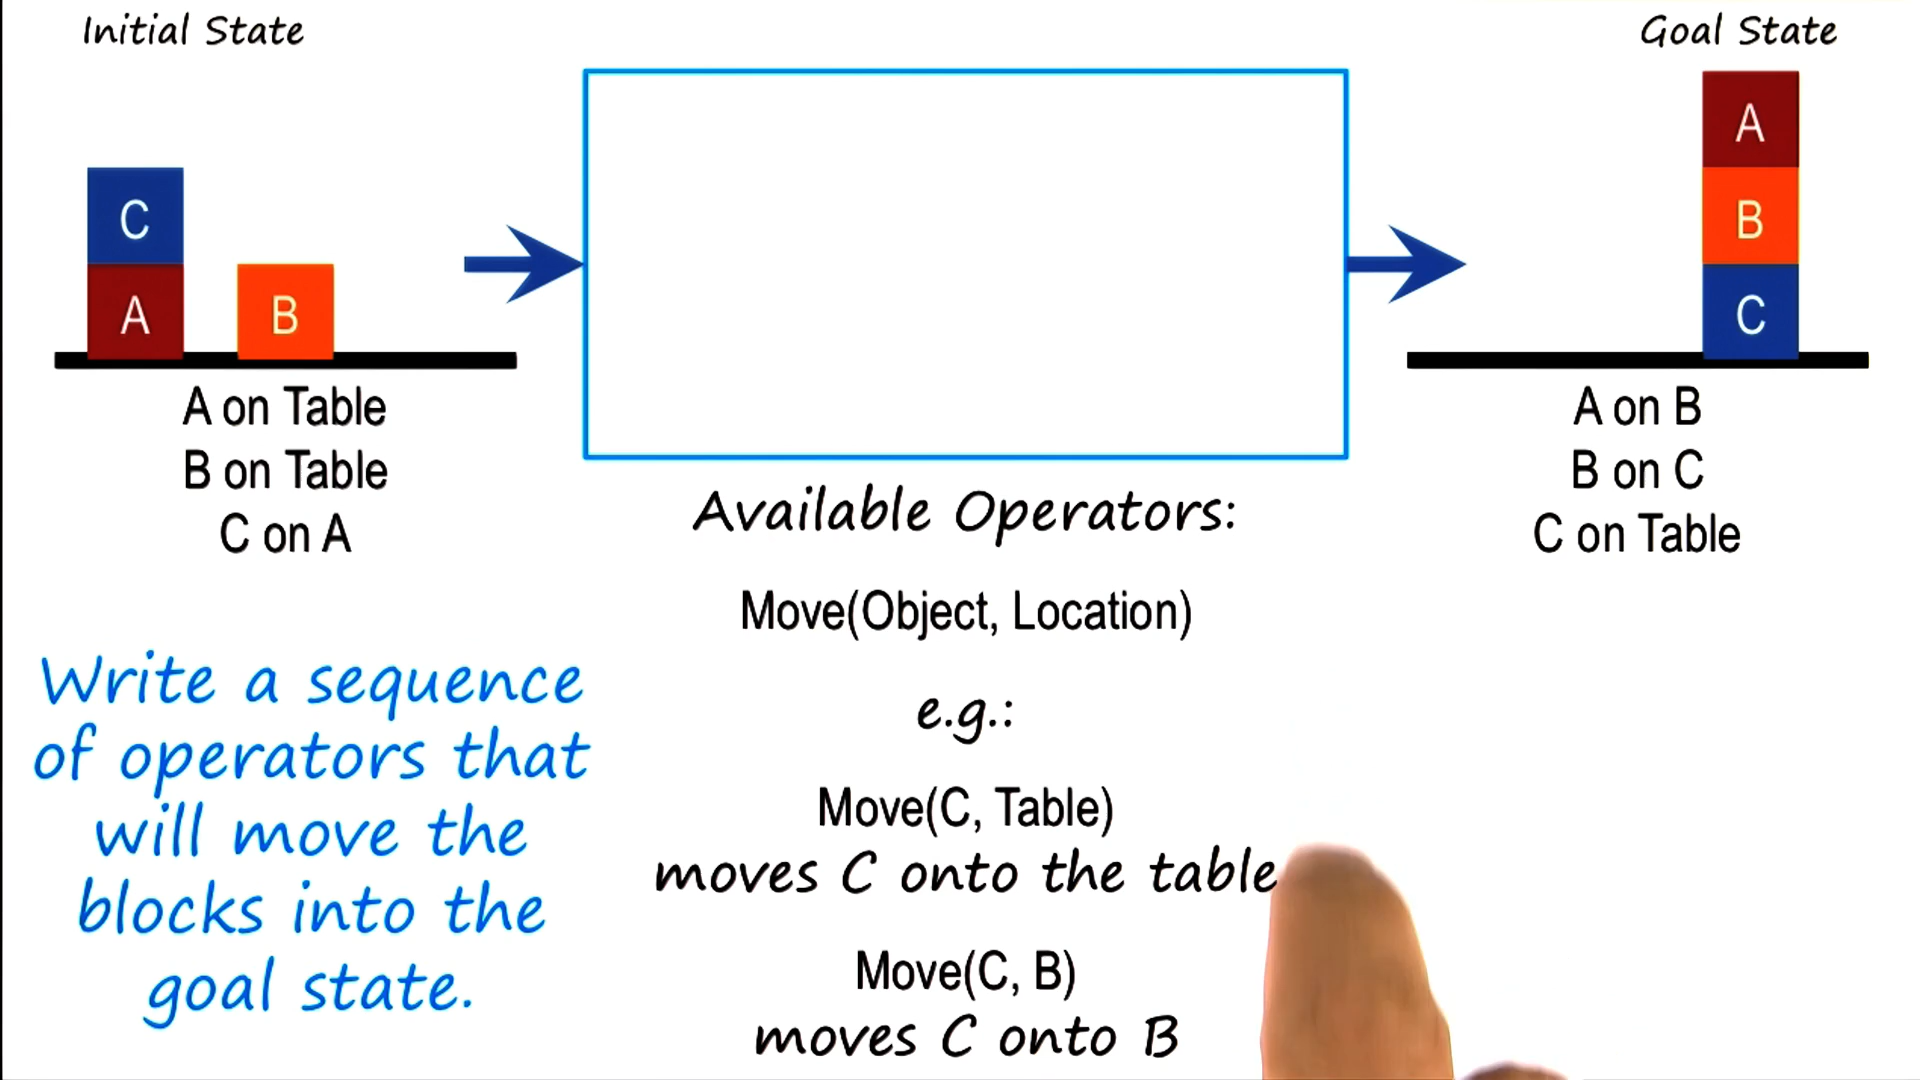 Initial State
Goal State
C
A
B
A
B
C
A on Table
B on Table
C on A
A on B
B on C
C on Table
Available Operators:
Move(Object, Location)
e.g.:
Move(C, Table)
moves C onto the table
Move(C, B)
moves C onto B
Write a sequence
of operators that
will move the
blocks into the
goal state.